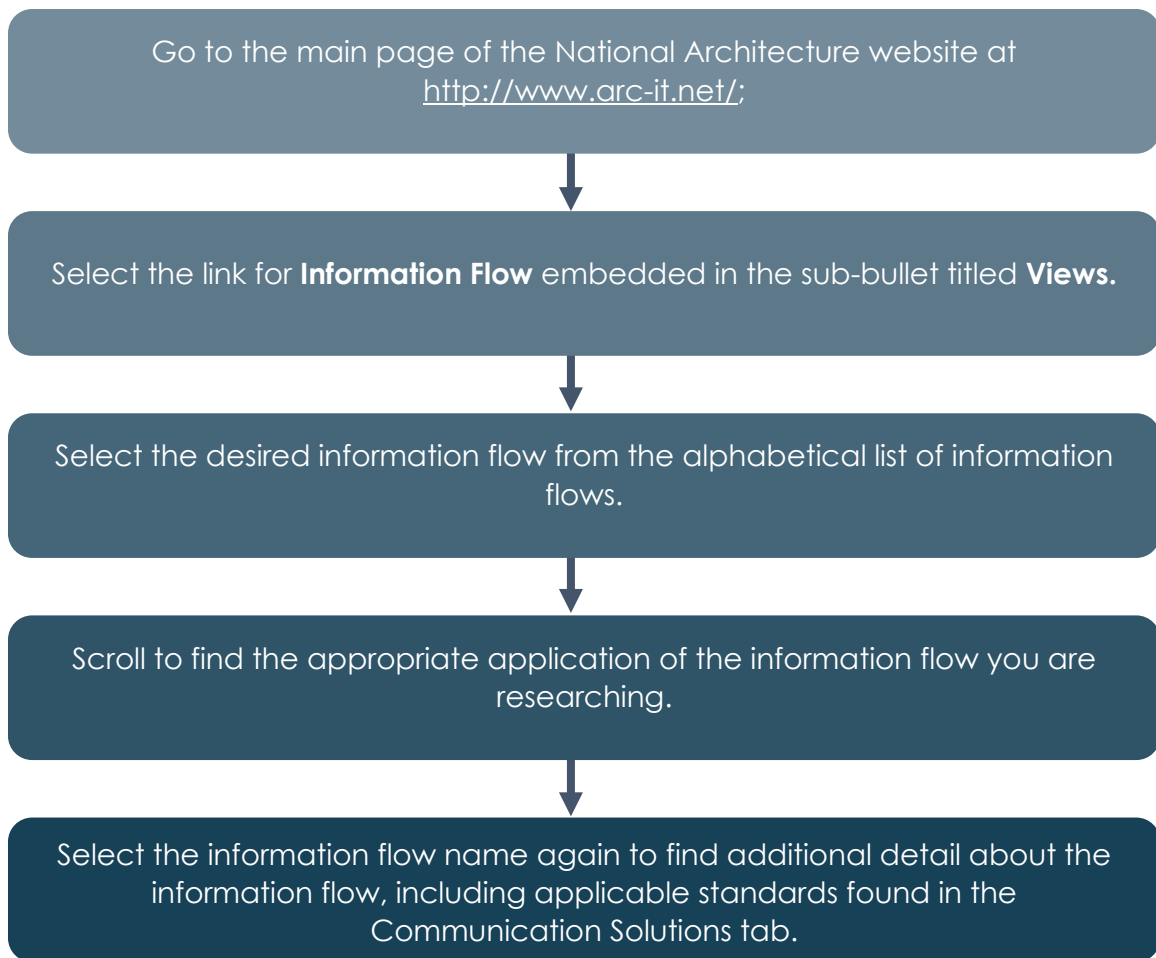 Go to the main page of the National Architecture website at
http://www.arc-it.net/;
Select the link for Information Flow embedded in the sub-bullet titled Views.
Select the desired information flow from the alphabetical list of information
flows.
Scroll to find the appropriate application of the information flow you are
researching.
Select the information flow name again to find additional detail about the
information flow, including applicable standards found in the
Communication Solutions tab.